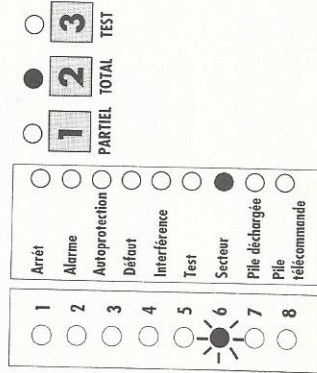 1
2
3
4
5
6
7
8
Arrêt
Alarme
Autoprotection
Défaut
Interférence
Test
Secteur
Pile déchargée
Pile
télécommande
1
2
3
PARTIEL
TOTAL
TEST